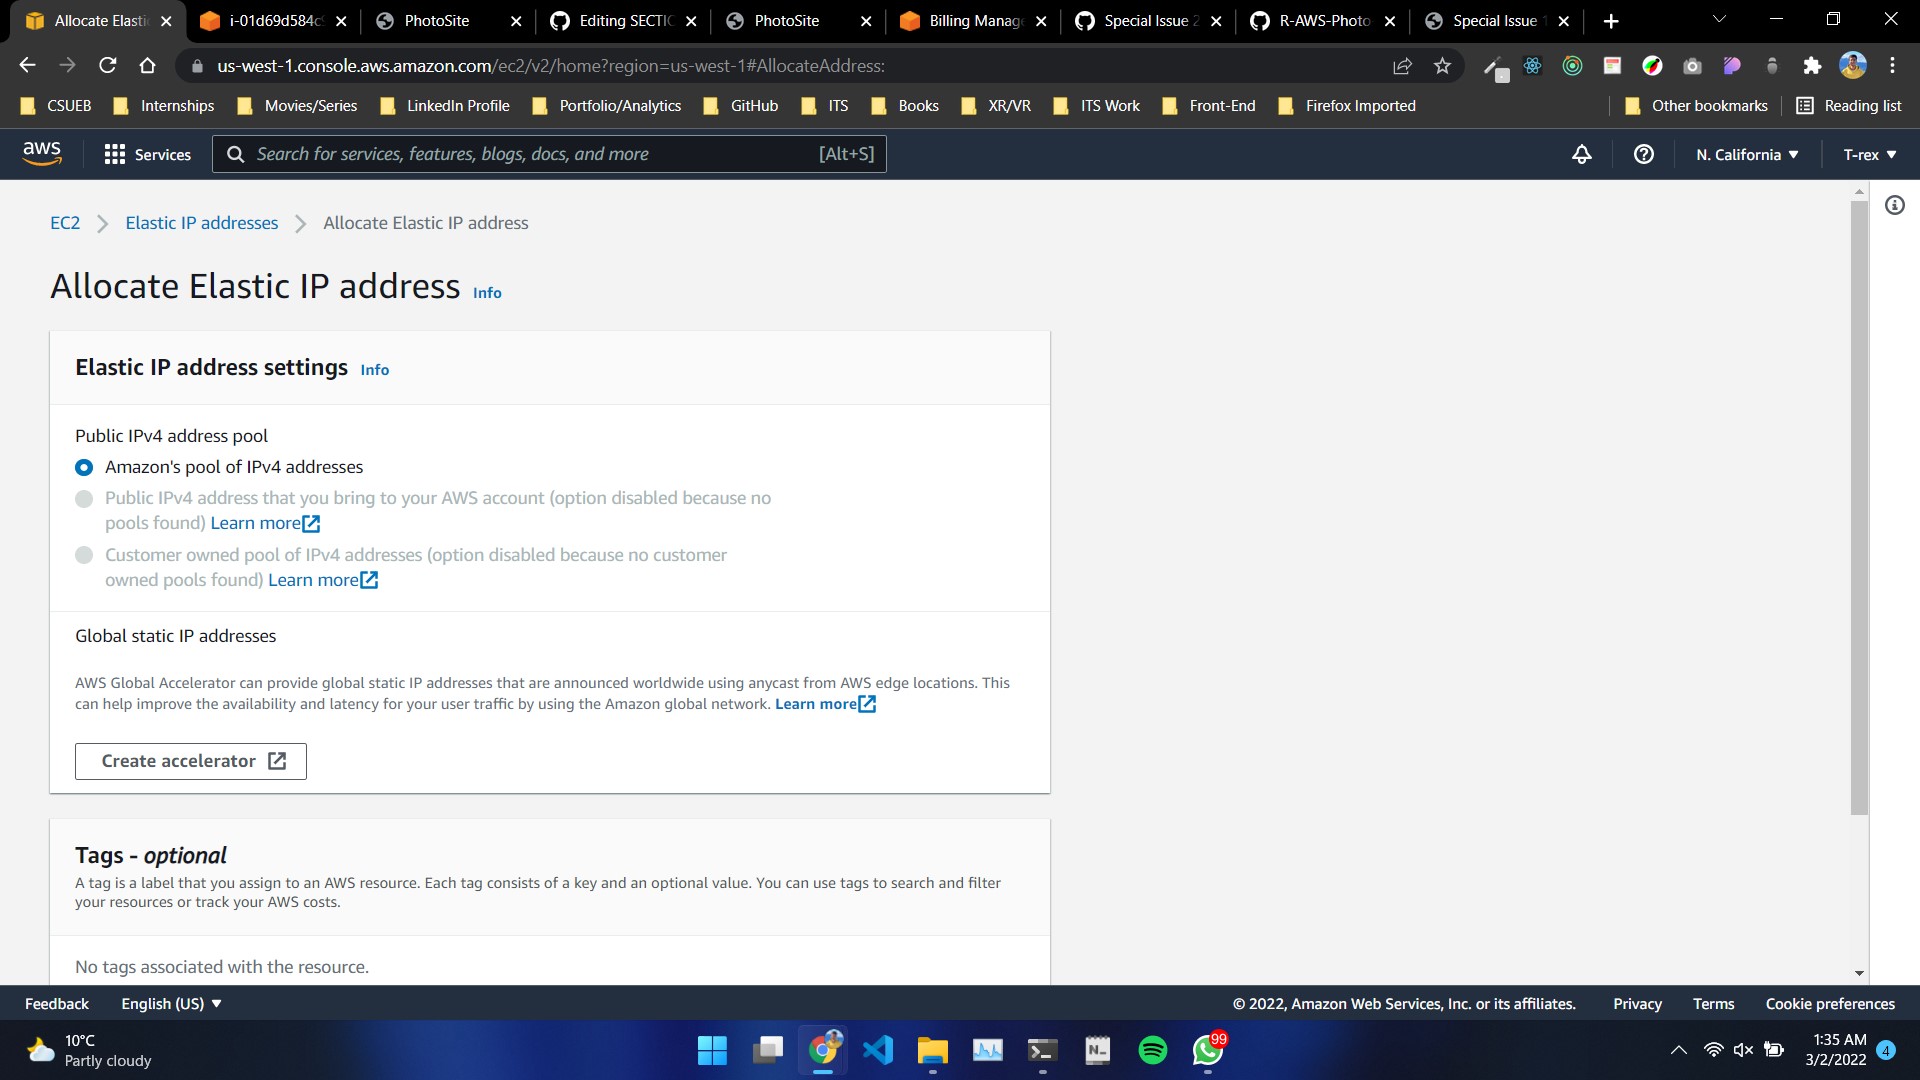 Allocate Elastic
i-01d69d584c9
PhotoSite
Editing SECTIO
PhotoSite
Billing Manage
Special Issue 2
R-AWS-Photo
Special Issue 1
us-west-1.console.aws.amazon.com/ec2/v2/home?region=us-west-1#AllocateAddress:
CSUEB
Internships
Movies/Series
LinkedIn Profile
Portfolio/Analytics
GitHub
ITS
Books
XR/VR
ITS Work
Front-End
Firefox Imported
Other bookmarks
Reading list
aws
Services
Search for services, features, blogs, docs, and more [Alt+S]
N. California
T-rex
EC2
Elastic IP addresses
Allocate Elastic IP address
Allocate Elastic IP address Info
Elastic IP address settings Info
Public IPv4 address pool
Amazon's pool of IPv4 addresses
Public IPv4 address that you bring to your AWS account (option disabled because no
pools found) Learn more
Customer owned pool of IPv4 addresses (option disabled because no customer
owned pools found) Learn more
Global static IP addresses
AWS Global Accelerator can provide global static IP addresses that are announced worldwide using anycast from AWS edge locations. This
can help improve the availability and latency for your user traffic by using the Amazon global network. Learn more
Create accelerator
Tags - optional
A tag is a label that you assign to an AWS resource. Each tag consists of a key and an optional value. You can use tags to search and filter
your resources or track your AWS costs.
No tags associated with the resource.
Feedback
English (US)
© 2022, Amazon Web Services, Inc. or its affiliates.
Privacy
Terms
Cookie preferences
10°C
Partly cloudy
N
99
1:35 AM
3/2/2022
4